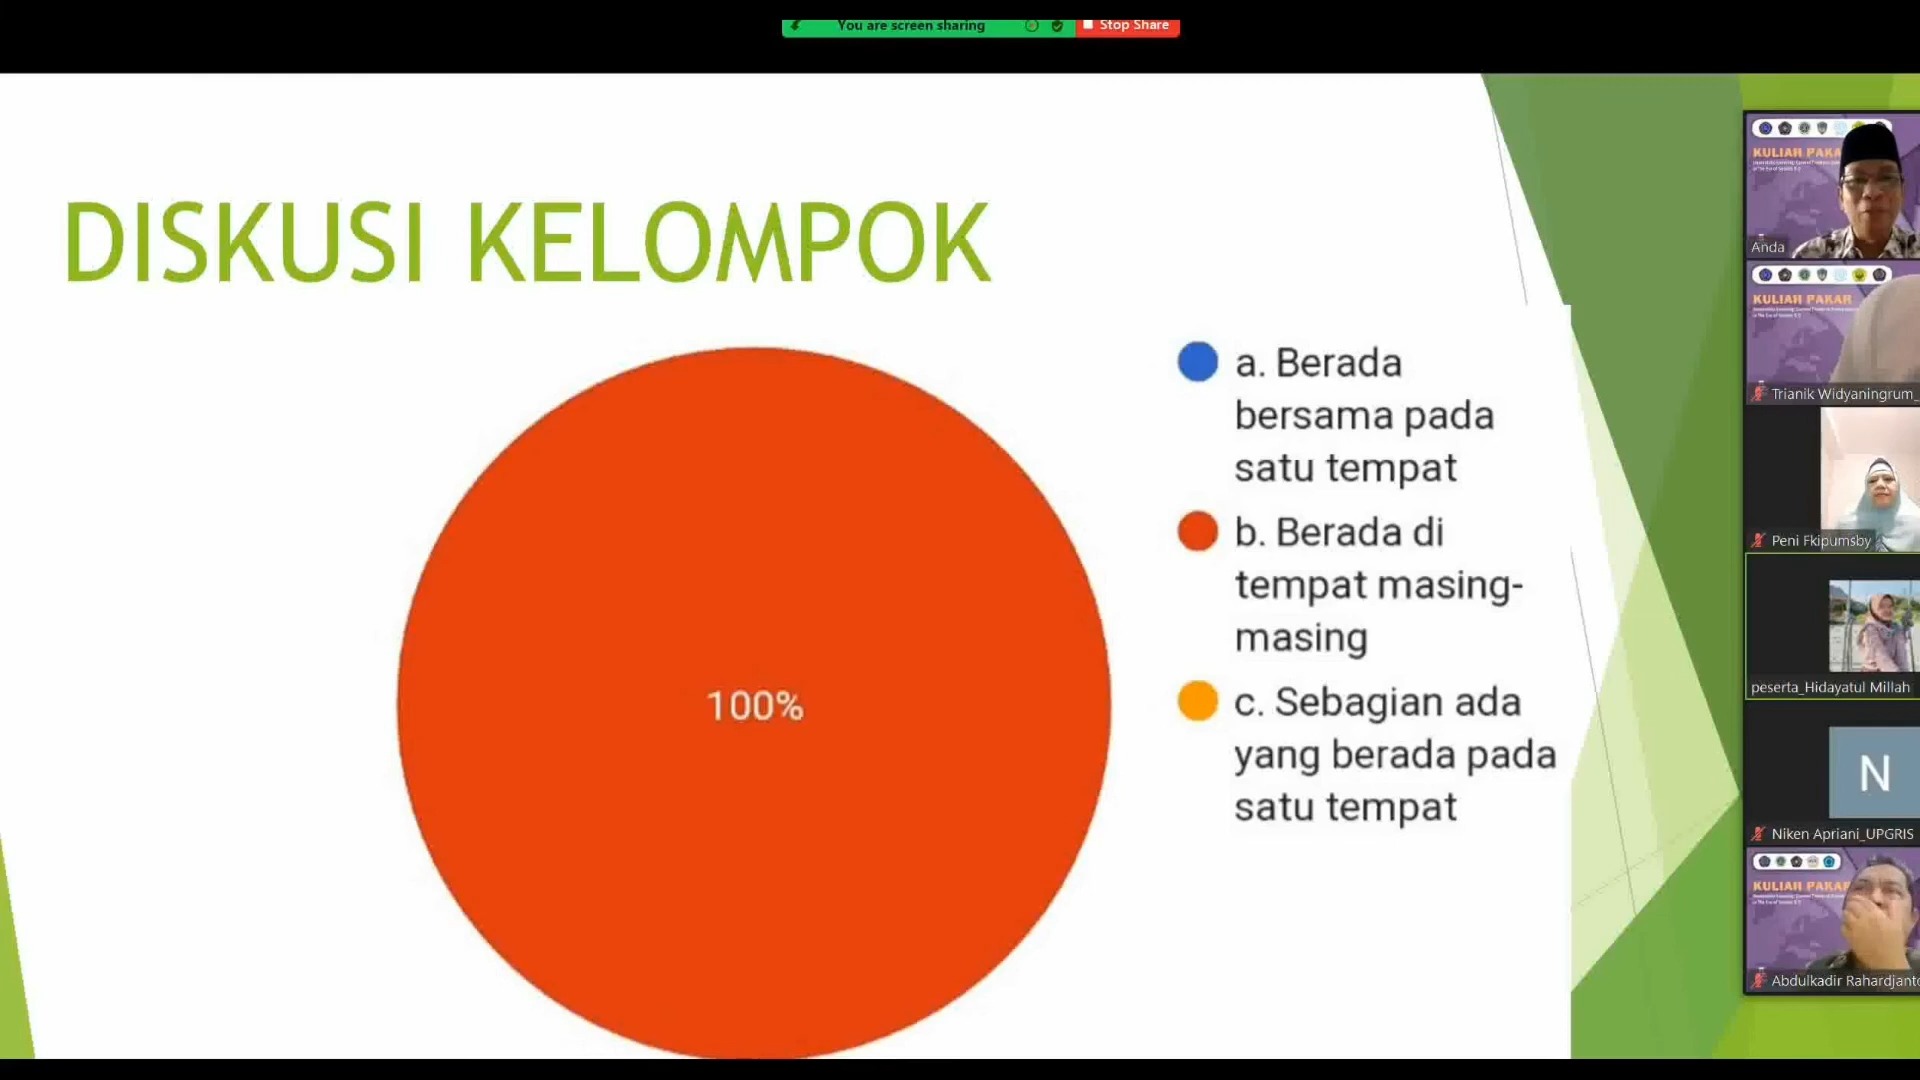 You are screen sharing
Stop Share
DISKUSI KELOMPOK
100%
a. Berada
bersama pada
satu tempat
b. Berada di
tempat masing-
masing
c. Sebagian ada
yang berada pada
satu tempat
KULIAH PAKA
Anda
KULIAH PAKAR
Trianik Widyaningrum_
Peni Fkipumsby
peserta_Hidayatul Millah
N
Niken Apriani_UPGRIS
KULIAH PAKAR
Abdulkadir Rahardjanto